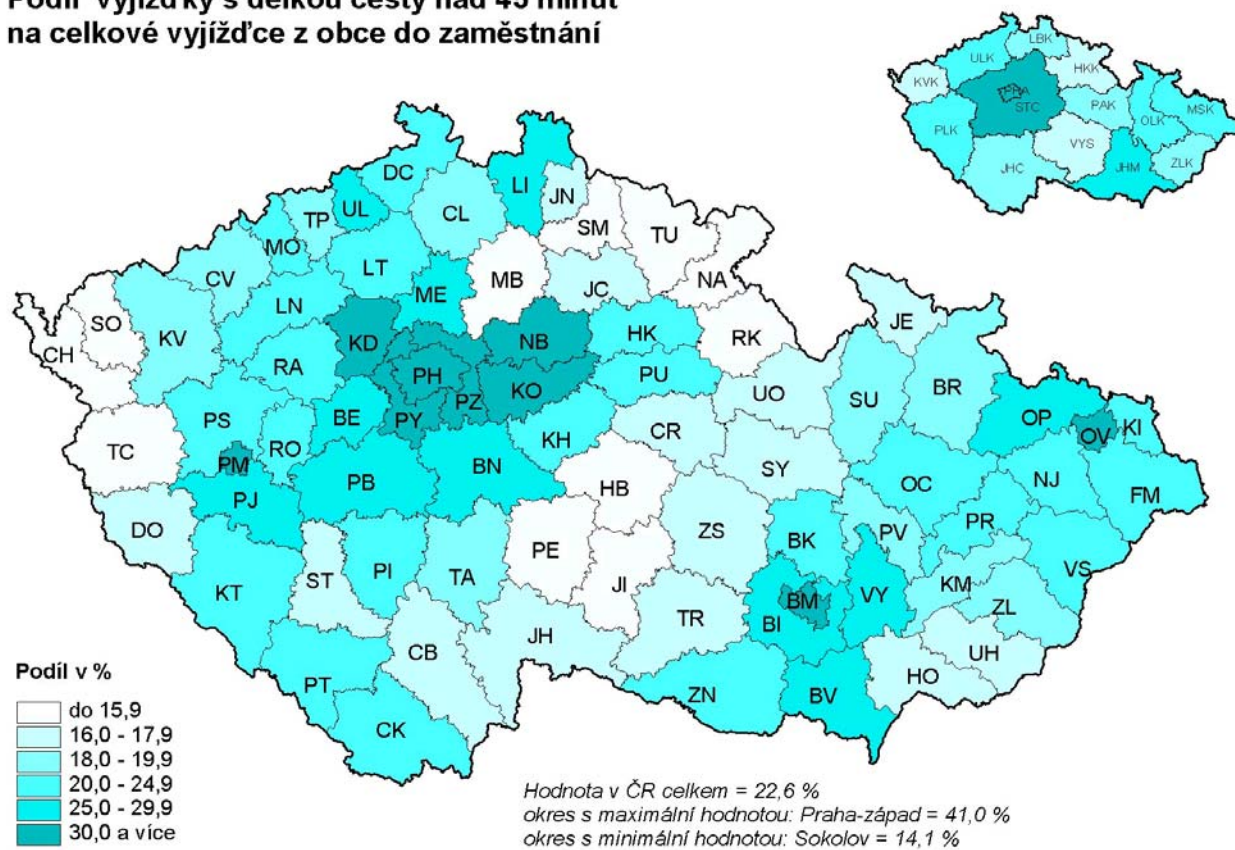 Podíl vyjížďky s délkou cesty nad 45 minut
na celkové vyjížďce z obce do zaměstnání
LBK
ULK
HKK
KVK
PHA
STC
PAK
MSK
OLK
PLK
VYS
ZLK
JHM
JHC
DC
LI
JN
UL
TP
CL
SM
TU
MO
LT
MB
NA
CV
ME
JC
LN
SO
KV
JE
KD
NB
HK
RK
CH
RA
PH
PU
BR
KO
PZ
UO
SU
PS
BE
PY
OP
KI
OV
RO
KH
CR
TC
PM
BN
SY
PB
HB
OC
NJ
PJ
FM
DO
ZS
BK
PR
PV
PE
PI
TA
ST
KT
VS
JI
BM
VY
KM
ZL
TR
BI
JH
CB
UH
HO
PT
ZN
BV
CK
Podíl v %
do 15,9
16,0 - 17,9
18,0 - 19,9
20,0 - 24,9
25,0 - 29,9
30,0 a více
Hodnota v ČR celkem = 22,6 %
okres s maximální hodnotou: Praha-západ = 41,0 %
okres s minimální hodnotou: Sokolov = 14,1 %